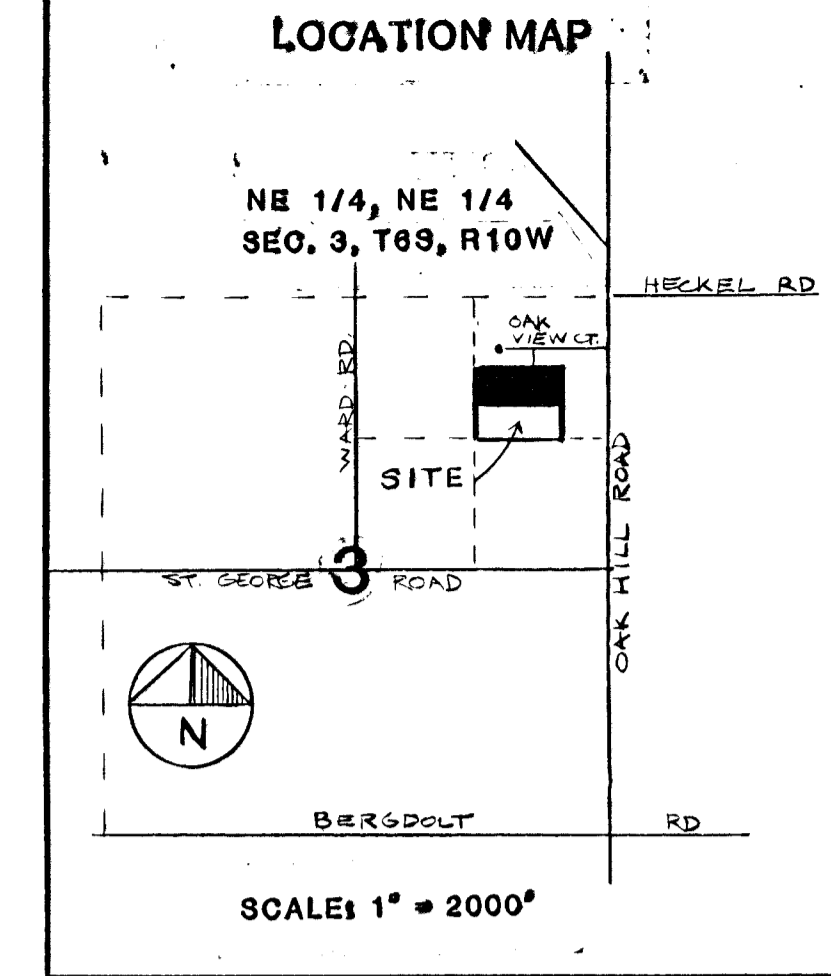 LOCATION MAP
NE 1/4, NE 1/4
SEC. 3, T6S, R10W
HECKEL RD
OAK
VIEW CT.
WARD RD.
SITE
OAK HILL ROAD
3
ST. GEORGE ROAD
N
BERGDOLT RD
SCALE: 1" = 2000'